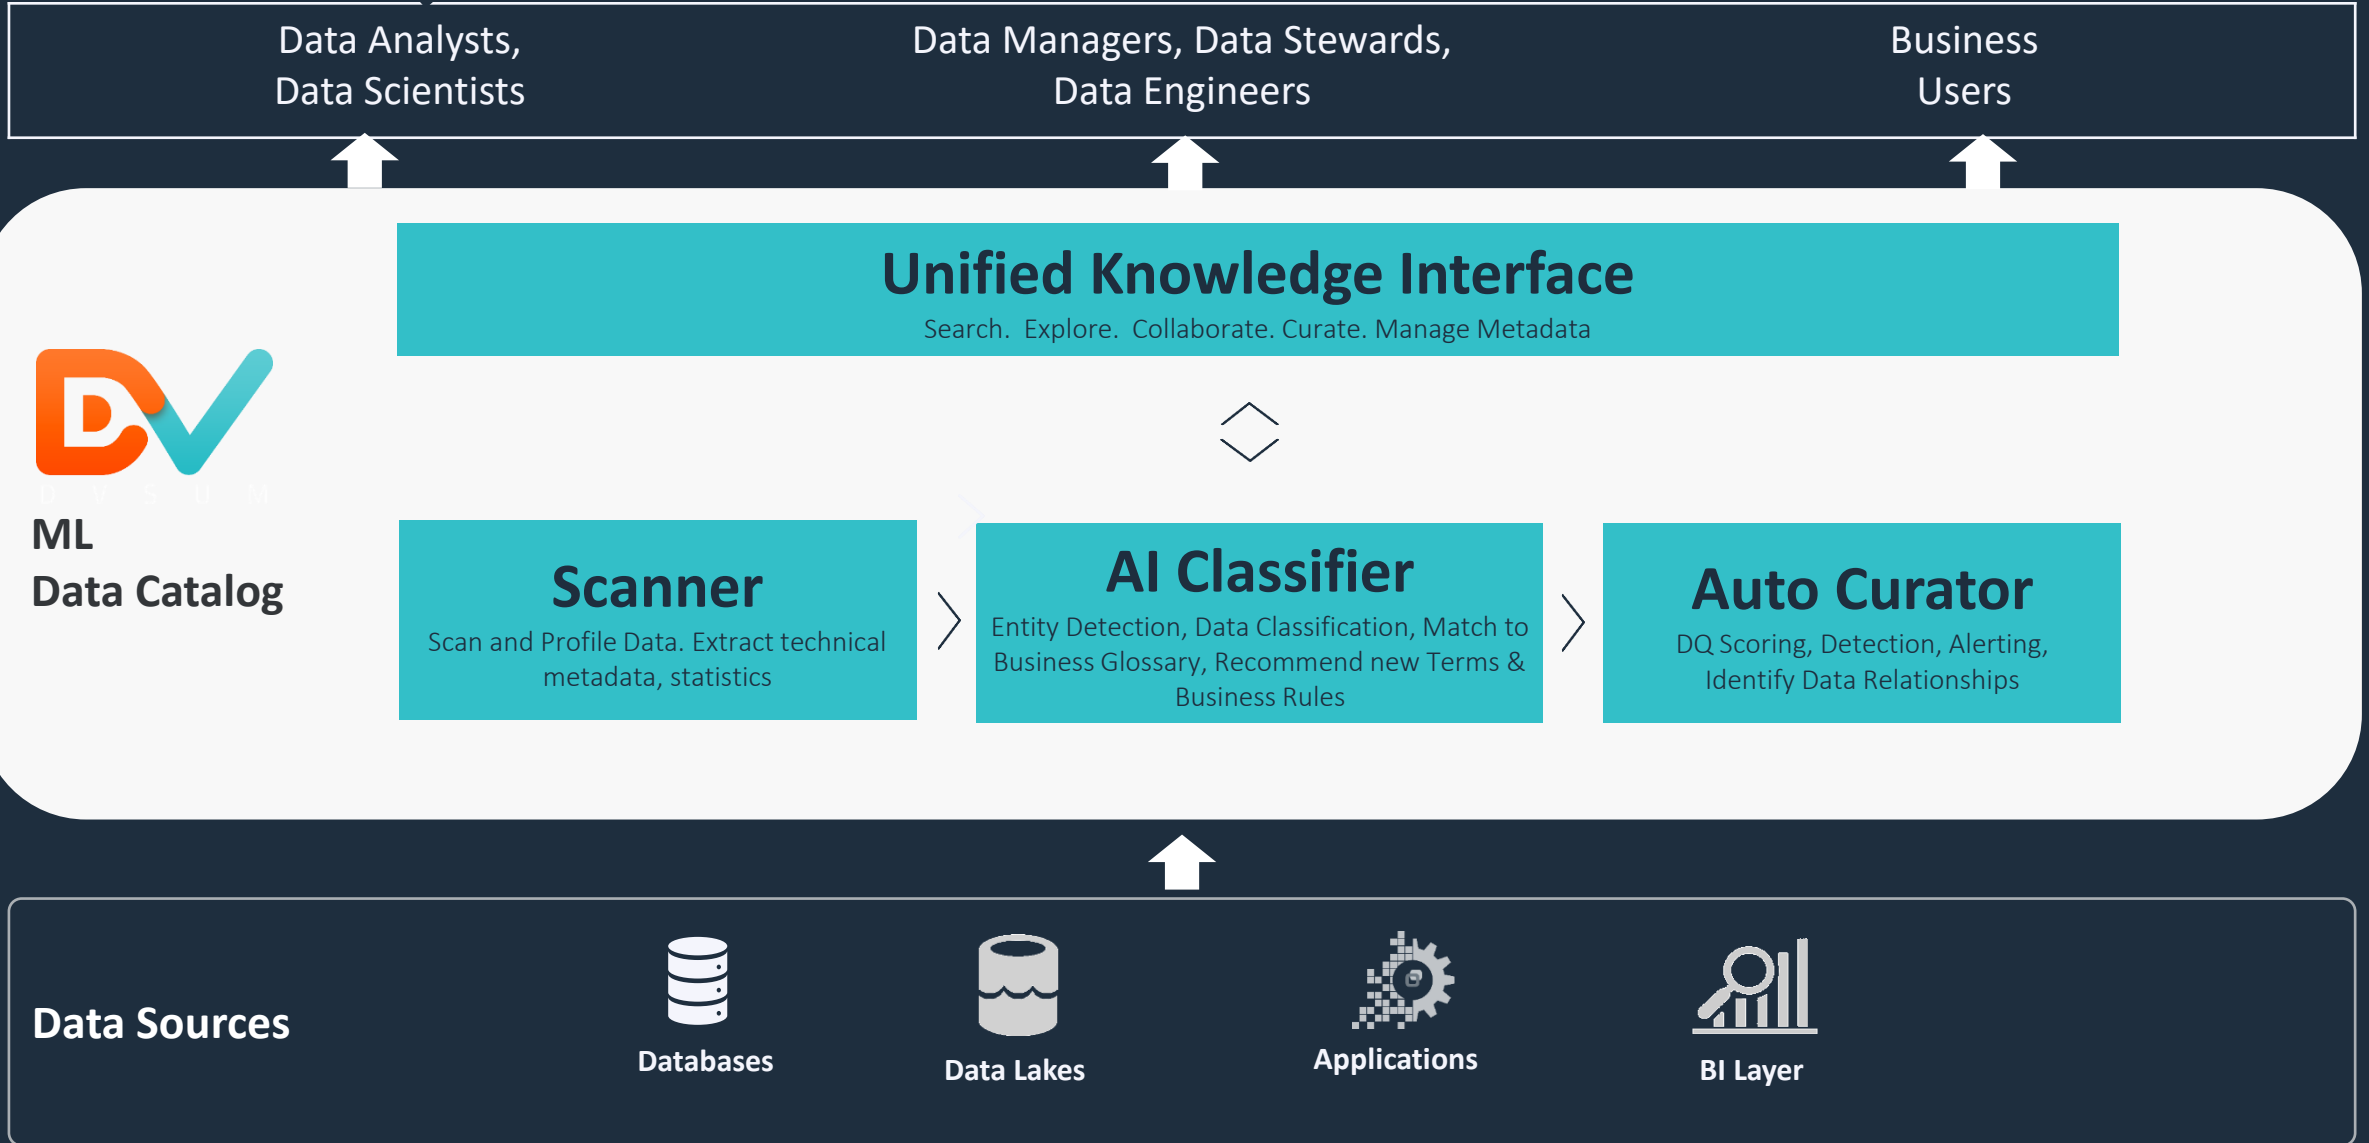 Data Analysts,
Data Scientists
Data Managers, Data Stewards,
Data Engineers
Business
Users
Unified Knowledge Interface
Search. Explore. Collaborate. Curate. Manage Metadata
DV
D V S U M
ML
Data Catalog
Scanner
Scan and Profile Data. Extract technical
metadata, statistics
AI Classifier
Entity Detection, Data Classification, Match to
Business Glossary, Recommend new Terms &
Business Rules
Auto Curator
DQ Scoring, Detection, Alerting,
Identify Data Relationships
Data Sources
Databases
Data Lakes
Applications
BI Layer